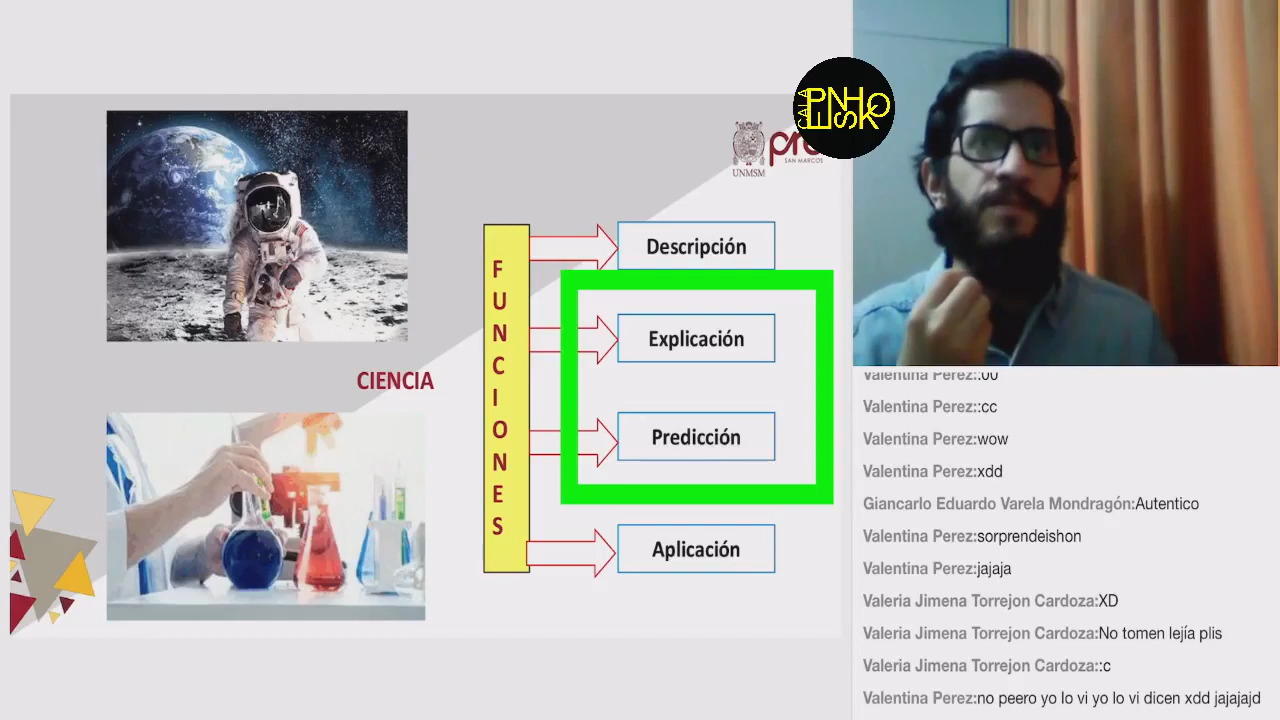 UNMSM
SAN MARCOS
CIENCIA
FUNCIONES
Descripción
Explicación
Predicción
Aplicación
Valentina Perez::cc
Valentina Perez:wow
Valentina Perez:xdd
Giancarlo Eduardo Varela Mondragón:Autentico
Valentina Perez:sorprendeishon
Valentina Perez:jajaja
Valeria Jimena Torrejon Cardoza:XD
Valeria Jimena Torrejon Cardoza:No tomen lejía plis
Valeria Jimena Torrejon Cardoza::c
Valentina Perez:no peero yo lo vi yo lo vi dicen xdd jajajajd